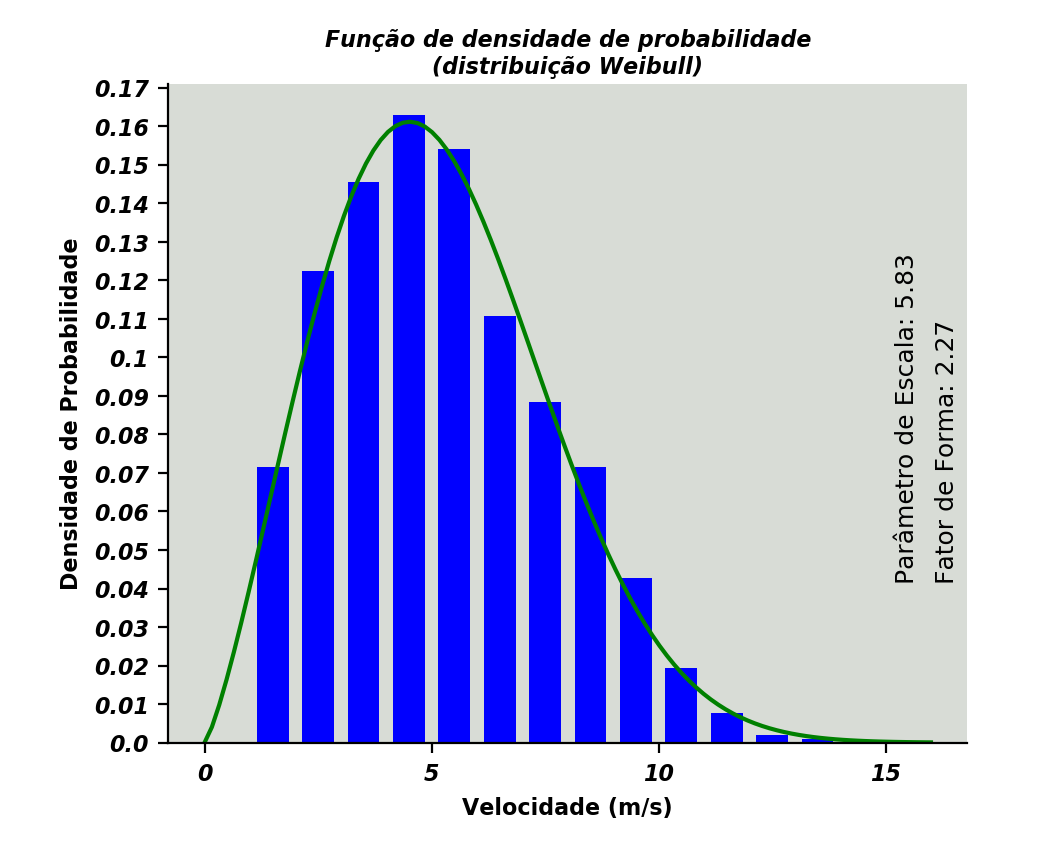 Função de densidade de probabilidade
(distribuição Weibull)
0.17
0.16
0.15
0.14
0.13
0.12
0.11
0.1
0.09
0.08
0.07
0.06
0.05
0.04
0.03
0.02
0.01
0.0
Densidade de Probabilidade
Parâmetro de Escala: 5.83
Fator de Forma: 2.27
0 5 10 15
Velocidade (m/s)